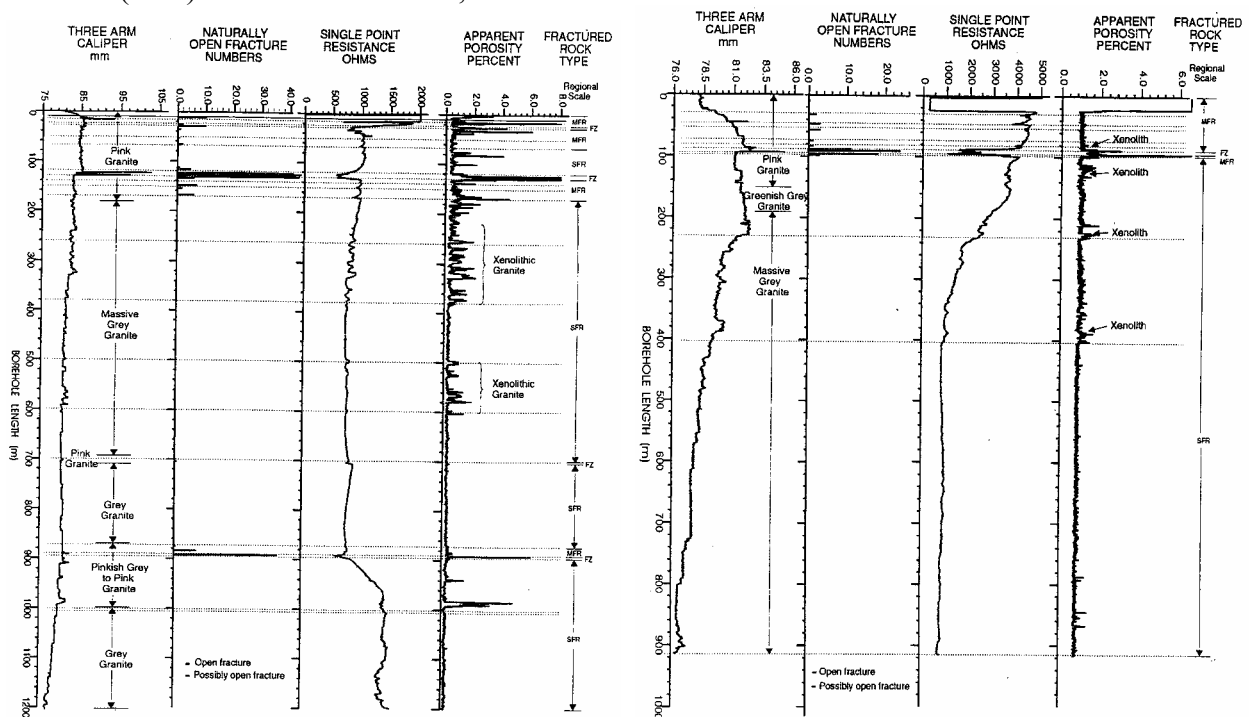 THREE ARM
CALIPER
mm
NATURALLY
OPEN FRACTURE
NUMBERS
SINGLE POINT
RESISTANCE
OHMS
APPARENT
POROSITY
PERCENT
FRACTURED
ROCK
TYPE
Regional
Scale
75 85 95 105
0.0 10.0 20.0 30.0 40.0
0 500 1000 1500 2000
0.0 2.0 4.0 6.0 8.0
BOREHOLE LENGTH (m)
0
100
200
300
400
500
600
700
800
900
1000
1100
1200
Pink
Granite
Massive
Grey
Granite
Pink
Granite
Grey
Granite
Pinkish Grey
to Pink
Granite
Grey
Granite
Xenolithic
Granite
Xenolithic
Granite
MFR
FZ
MFR
SFR
FZ
MFR
SFR
FZ
SFR
MFR
FZ
SFR
- Open fracture
- Possibly open fracture
THREE ARM
CALIPER
mm
NATURALLY
OPEN FRACTURE
NUMBERS
SINGLE POINT
RESISTANCE
OHMS
APPARENT
POROSITY
PERCENT
FRACTURED
ROCK
TYPE
Regional
Scale
76.0 78.5 81.0 83.5 86.0
0.0 10.0 20.0
0 1000 2000 3000 4000 5000
0.0 2.0 4.0 6.0
BOREHOLE LENGTH (m)
0
100
200
300
400
500
600
700
800
900
1000
Pink
Granite
Greenish Grey
Granite
Massive
Grey
Granite
Xenolith
Xenolith
Xenolith
Xenolith
MFR
FZ
MFR
SFR
- Open fracture
- Possibly open fracture